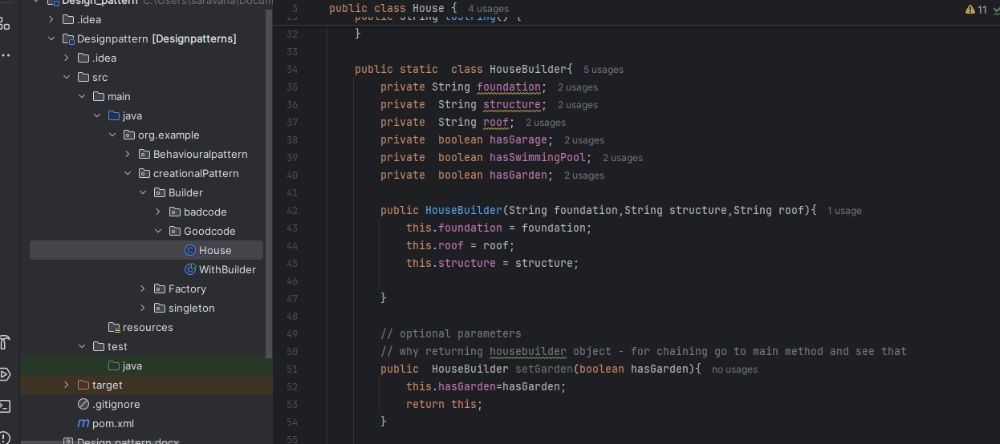 Design_pattern C:\Users\saravana\Docum
.idea
Designpattern [Designpatterns]
.idea
src
main
java
org.example
Behaviouralpattern
creationalPattern
Builder
badcode
Goodcode
House
WithBuilder
Factory
singleton
resources
test
java
target
.gitignore
pom.xml
Design pattern.docx
3 public class House { 4 usages
11
23 public String toString() {
32 }
33
34 public static  class HouseBuilder{ 5 usages
35 private String foundation; 2 usages
36 private  String structure; 2 usages
37 private  String roof; 2 usages
38 private  boolean hasGarage; 2 usages
39 private  boolean hasSwimmingPool; 2 usages
40 private  boolean hasGarden; 2 usages
41
42 public HouseBuilder(String foundation,String structure,String roof){ 1 usage
43 this.foundation = foundation;
44 this.roof = roof;
45 this.structure = structure;
46
47 }
48
49 // optional parameters
50 // why returning housebuilder object - for chaining go to main method and see that
51 public  HouseBuilder setGarden(boolean hasGarden){ no usages
52 this.hasGarden=hasGarden;
53 return this;
54 }
55